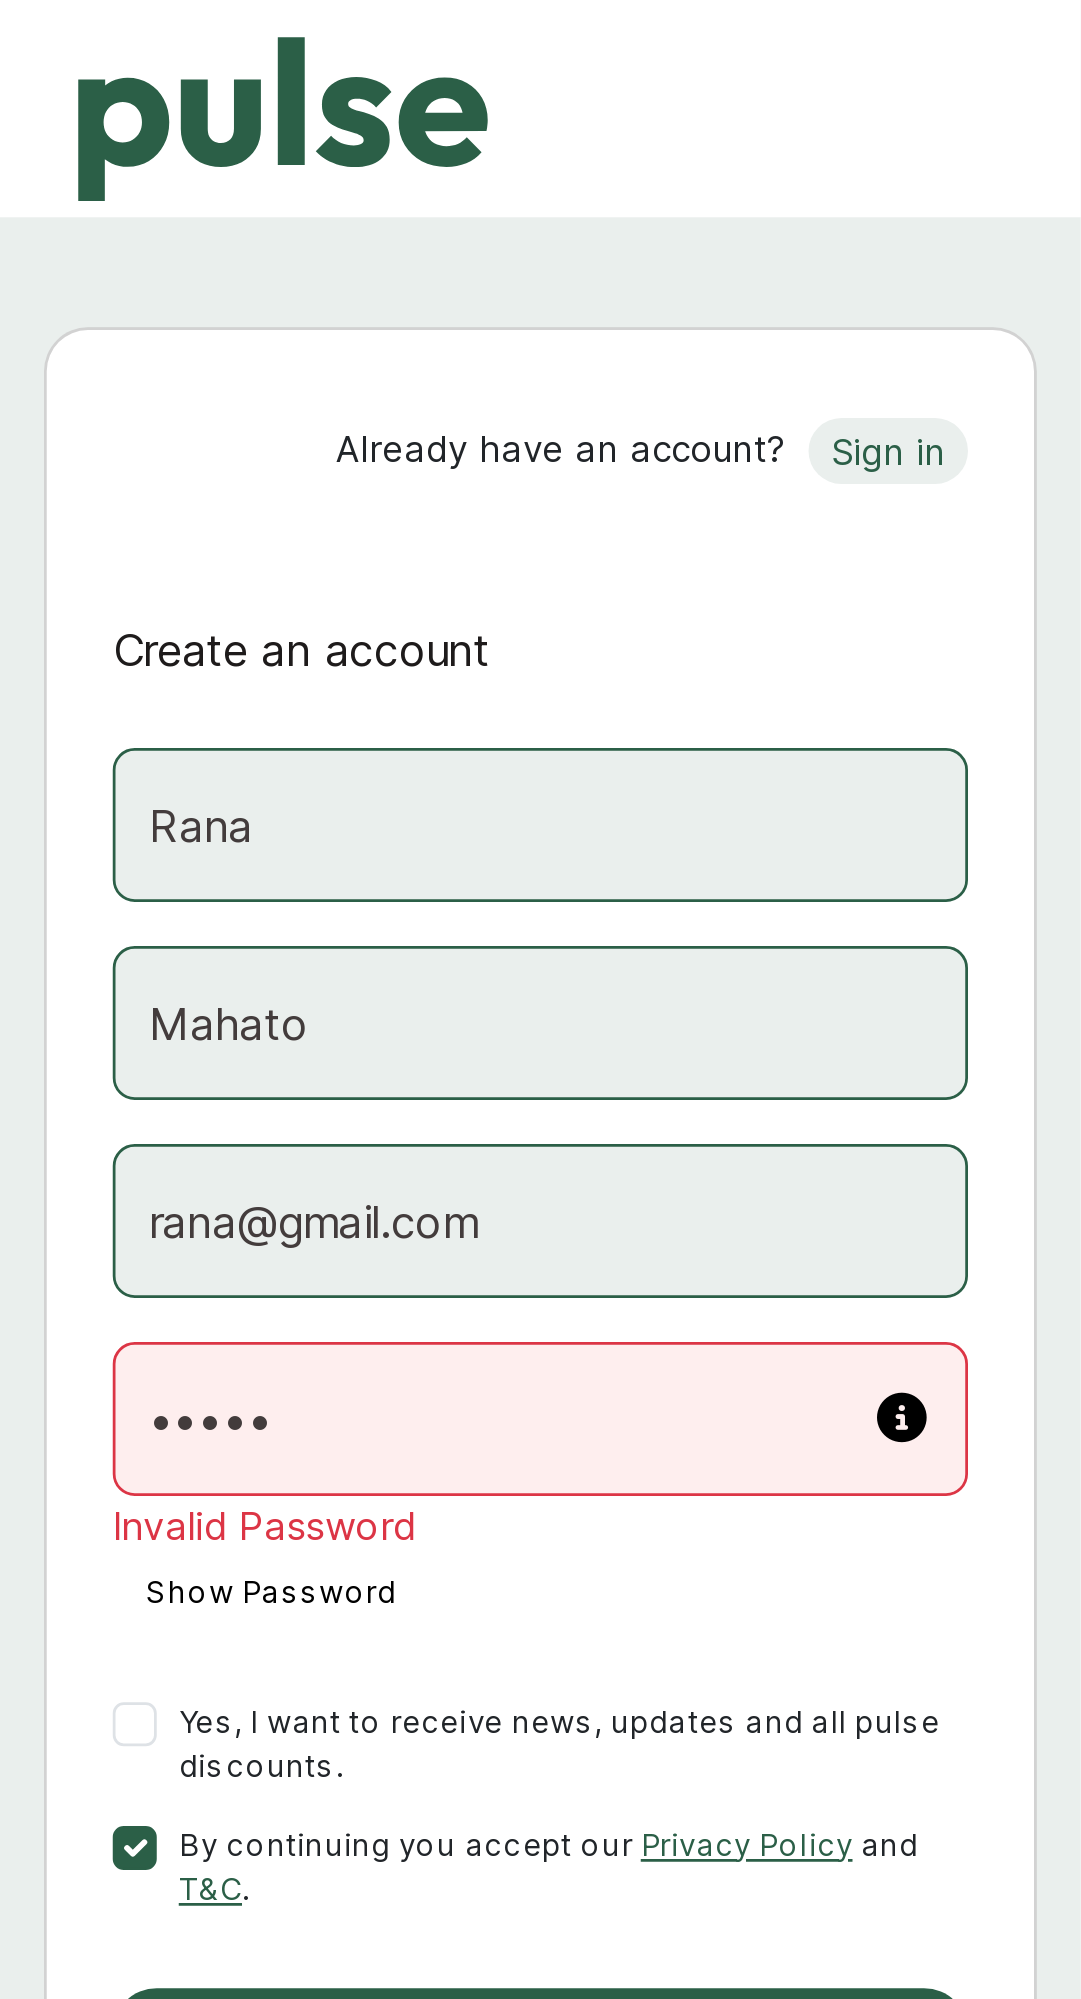 pulse
Already have an account? Sign in
Create an account
Rana
Mahato
rana@gmail.com
•••••
Invalid Password
Show Password
Yes, I want to receive news, updates and all pulse
discounts.
By continuing you accept our Privacy Policy and
T&C.